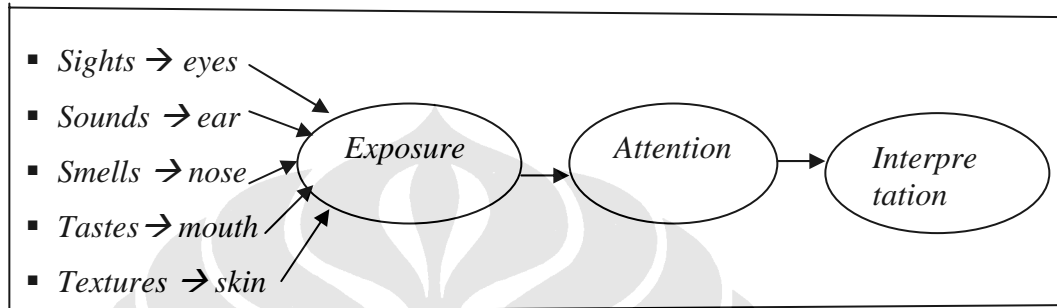 ▪ Sights → eyes
▪ Sounds → ear
▪ Smells → nose
▪ Tastes → mouth
▪ Textures → skin
Exposure
Attention
Interpre
tation